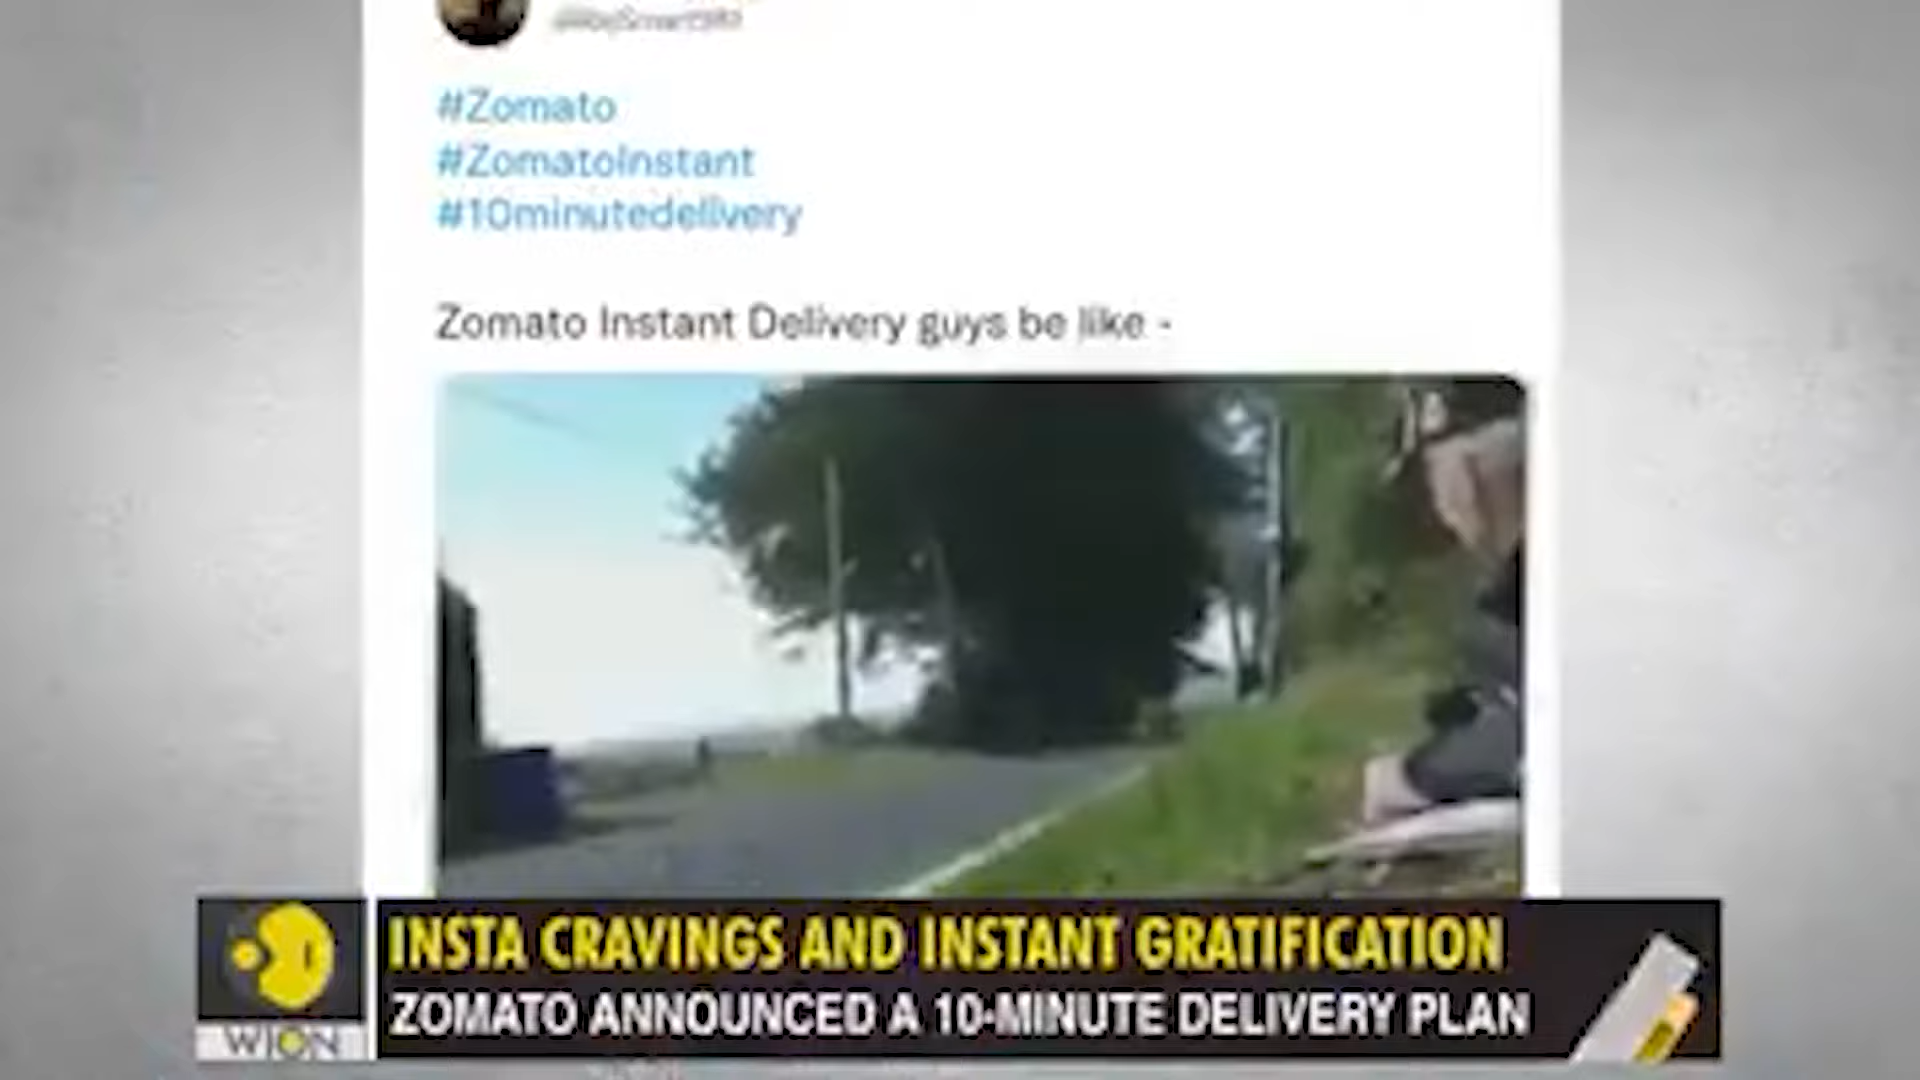 #Zomato
#ZomatoInstant
#10minutedelivery
Zomato Instant Delivery guys be like -
INSTA CRAVINGS AND INSTANT GRATIFICATION
ZOMATO ANNOUNCED A 10-MINUTE DELIVERY PLAN
WION